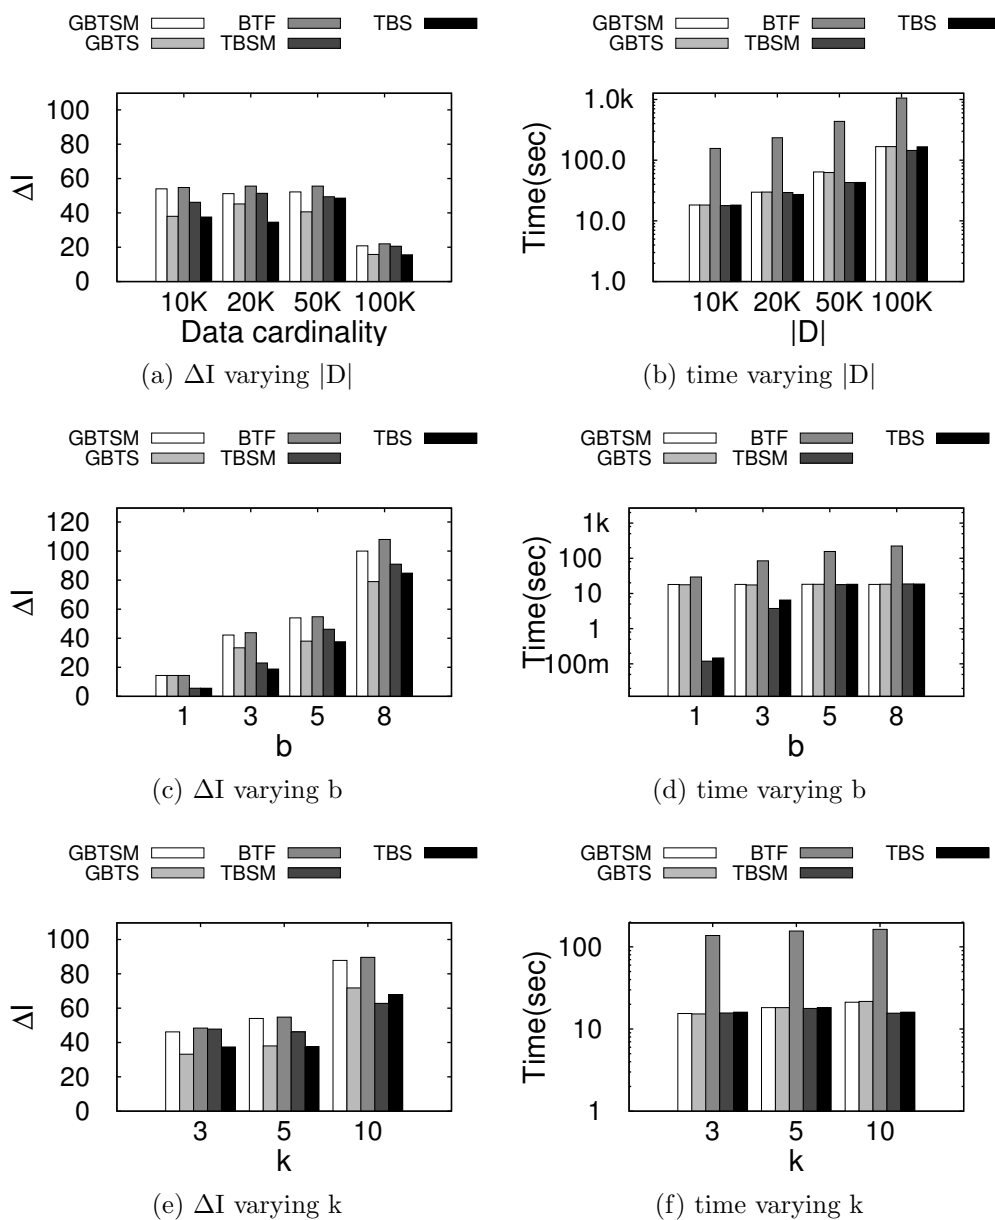 GBTSM BTF TBS
GBTS TBSM
ΔI
100
80
60
40
20
0
10K 20K 50K 100K
Data cardinality
(a) ΔI varying |D|
GBTSM BTF TBS
GBTS TBSM
Time(sec)
1.0k
100.0
10.0
1.0
10K 20K 50K 100K
|D|
(b) time varying |D|
GBTSM BTF TBS
GBTS TBSM
ΔI
120
100
80
60
40
20
0
1 3 5 8
b
(c) ΔI varying b
GBTSM BTF TBS
GBTS TBSM
Time(sec)
1k
100
10
1
100m
1 3 5 8
b
(d) time varying b
GBTSM BTF TBS
GBTS TBSM
ΔI
100
80
60
40
20
0
3 5 10
k
(e) ΔI varying k
GBTSM BTF TBS
GBTS TBSM
Time(sec)
100
10
1
3 5 10
k
(f) time varying k